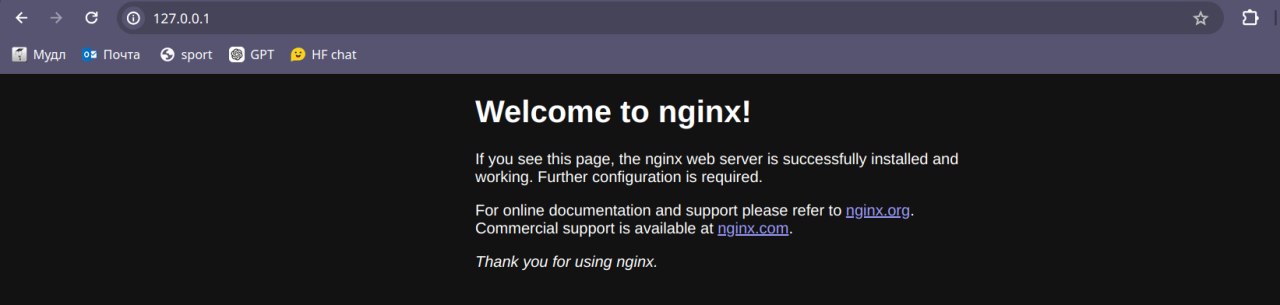 127.0.0.1
Мудл Почта sport GPT HF chat
Welcome to nginx!
If you see this page, the nginx web server is successfully installed and
working. Further configuration is required.
For online documentation and support please refer to nginx.org.
Commercial support is available at nginx.com.
Thank you for using nginx.